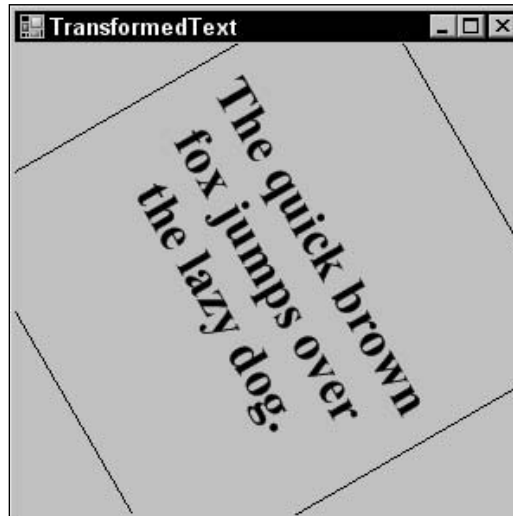 TransformedText
The quick brown
fox jumps over
the lazy dog.